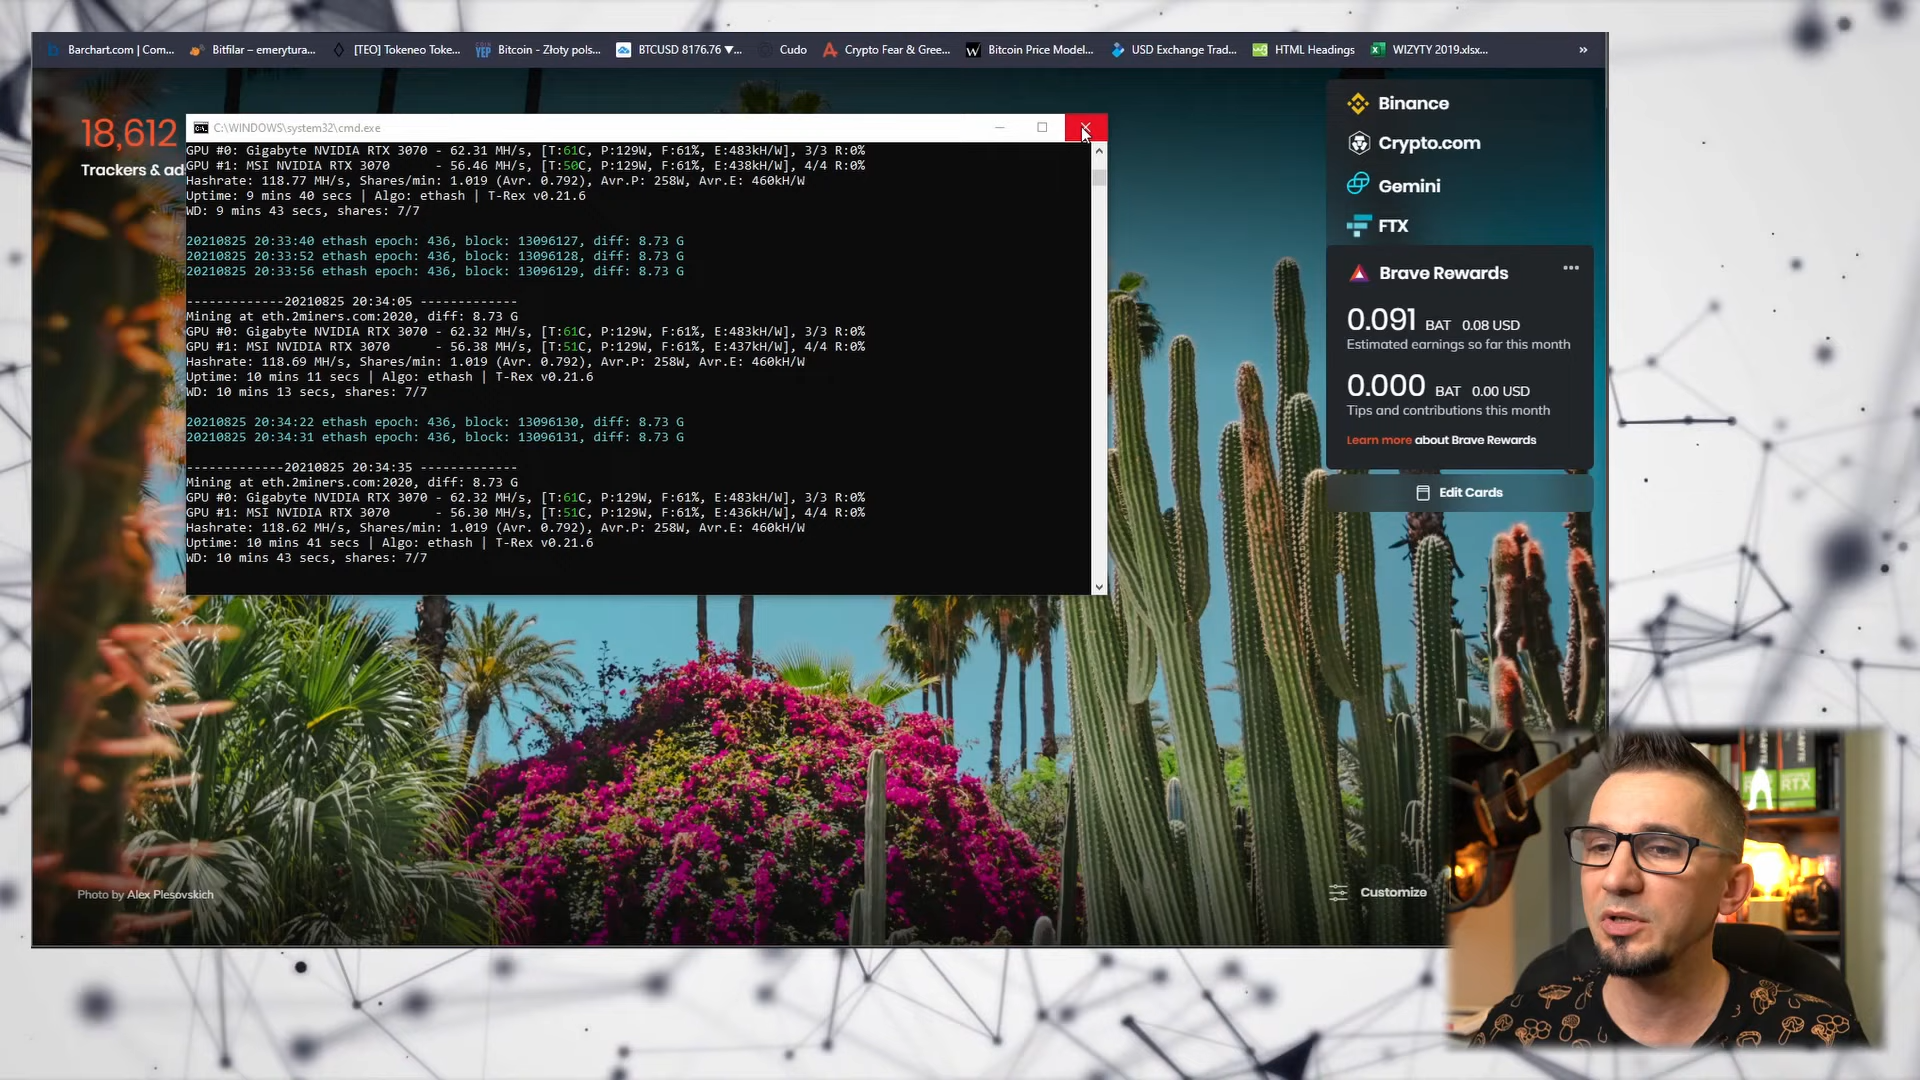 Barchart.com | Com...
Bitfilar – emerytura...
[TEO] Tokeneo Toke...
YEP
Bitcoin - Złoty pols...
BTCUSD 8176.76 ▼...
Cudo
Crypto Fear & Gree...
W
Bitcoin Price Model...
USD Exchange Trad...
HTML Headings
WIZYTY 2019.xlsx...
»
18,612
Trackers & ad
C:\WINDOWS\system32\cmd.exe
GPU #0: Gigabyte NVIDIA RTX 3070 - 62.31 MH/s, [T:61C, P:129W, F:61%, E:483kH/W], 3/3 R:0%
GPU #1: MSI NVIDIA RTX 3070      - 56.46 MH/s, [T:50C, P:129W, F:61%, E:438kH/W], 4/4 R:0%
Hashrate: 118.77 MH/s, Shares/min: 1.019 (Avr. 0.792), Avr.P: 258W, Avr.E: 460kH/W
Uptime: 9 mins 40 secs | Algo: ethash | T-Rex v0.21.6
WD: 9 mins 43 secs, shares: 7/7
20210825 20:33:40 ethash epoch: 436, block: 13096127, diff: 8.73 G
20210825 20:33:52 ethash epoch: 436, block: 13096128, diff: 8.73 G
20210825 20:33:56 ethash epoch: 436, block: 13096129, diff: 8.73 G
-------------20210825 20:34:05 -------------
Mining at eth.2miners.com:2020, diff: 8.73 G
GPU #0: Gigabyte NVIDIA RTX 3070 - 62.32 MH/s, [T:61C, P:129W, F:61%, E:483kH/W], 3/3 R:0%
GPU #1: MSI NVIDIA RTX 3070      - 56.38 MH/s, [T:51C, P:129W, F:61%, E:437kH/W], 4/4 R:0%
Hashrate: 118.69 MH/s, Shares/min: 1.019 (Avr. 0.792), Avr.P: 258W, Avr.E: 460kH/W
Uptime: 10 mins 11 secs | Algo: ethash | T-Rex v0.21.6
WD: 10 mins 13 secs, shares: 7/7
20210825 20:34:22 ethash epoch: 436, block: 13096130, diff: 8.73 G
20210825 20:34:31 ethash epoch: 436, block: 13096131, diff: 8.73 G
-------------20210825 20:34:35 -------------
Mining at eth.2miners.com:2020, diff: 8.73 G
GPU #0: Gigabyte NVIDIA RTX 3070 - 62.32 MH/s, [T:61C, P:129W, F:61%, E:483kH/W], 3/3 R:0%
GPU #1: MSI NVIDIA RTX 3070      - 56.30 MH/s, [T:51C, P:129W, F:61%, E:436kH/W], 4/4 R:0%
Hashrate: 118.62 MH/s, Shares/min: 1.019 (Avr. 0.792), Avr.P: 258W, Avr.E: 460kH/W
Uptime: 10 mins 41 secs | Algo: ethash | T-Rex v0.21.6
WD: 10 mins 43 secs, shares: 7/7
Binance
Crypto.com
Gemini
FTX
Brave Rewards
0.091 BAT 0.08 USD
Estimated earnings so far this month
0.000 BAT 0.00 USD
Tips and contributions this month
Learn more about Brave Rewards
Edit Cards
Photo by Alex Plesovskich
Customize
RTX